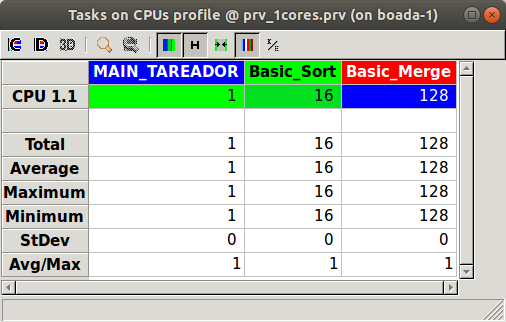 Tasks on CPUs profile @ prv_1cores.prv (on boada-1)
3D H
MAIN_TAREADOR Basic_Sort Basic_Merge
CPU 1.1 1 16 128
Total 1 16 128
Average 1 16 128
Maximum 1 16 128
Minimum 1 16 128
StDev 0 0 0
Avg/Max 1 1 1